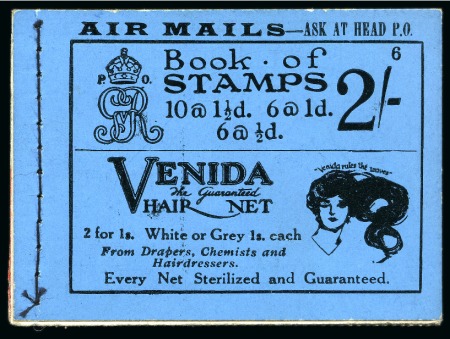 AIR MAILS—ASK AT HEAD P.O.
6
Book · of
STAMPS
P. O.
GvR
10 @ 1½d. 6 @ 1d.
6 @ ½d.
2/-
"Venida rules the waves"
VENIDA
The Guaranteed
HAIR NET
2 for 1s. White or Grey 1s. each
From Drapers, Chemists and
Hairdressers.
Every Net Sterilized and Guaranteed.